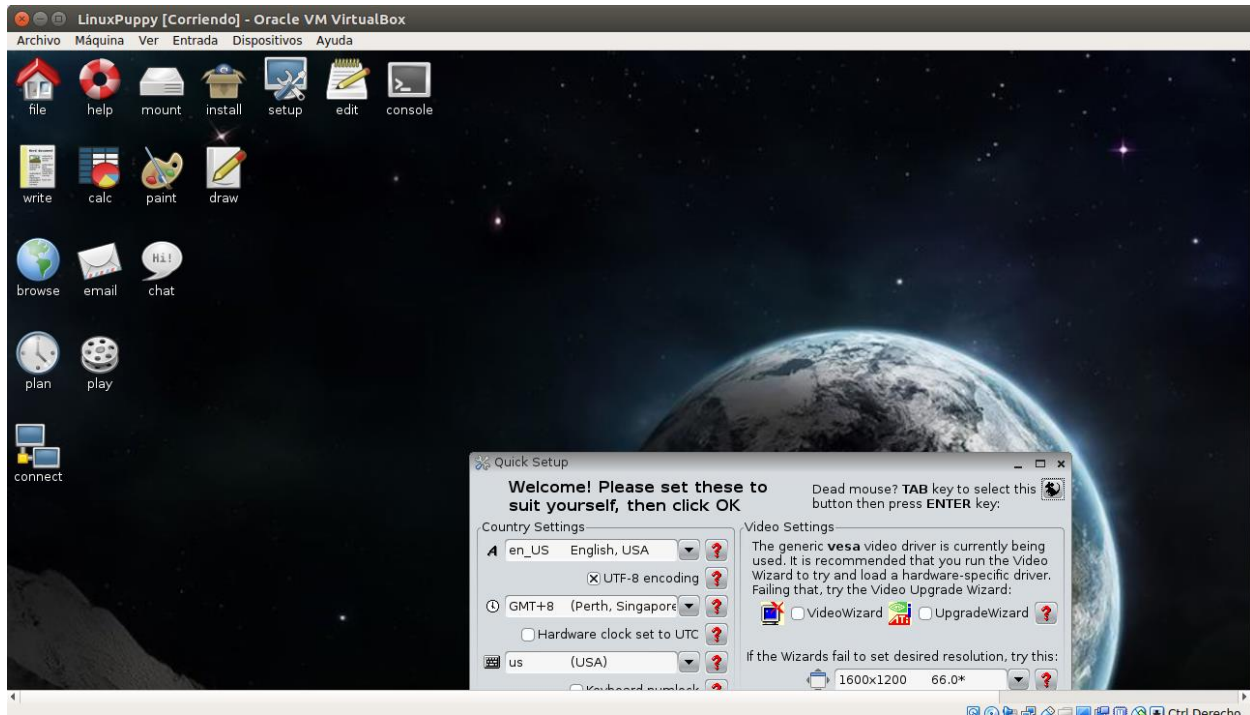 LinuxPuppy [Corriendo] - Oracle VM VirtualBox
Archivo Máquina Ver Entrada Dispositivos Ayuda
file help mount install setup edit console
write calc paint draw
browse email chat
Hi!
plan play
connect
Quick Setup
Welcome! Please set these to
suit yourself, then click OK
Dead mouse? TAB key to select this
button then press ENTER key:
Country Settings
en_US English, USA
UTF-8 encoding
GMT+8 (Perth, Singapore
Hardware clock set to UTC
us (USA)
Keyboard numlock
Video Settings
The generic vesa video driver is currently being
used. It is recommended that you run the Video
Wizard to try and load a hardware-specific driver.
Failing that, try the Video Upgrade Wizard:
VideoWizard UpgradeWizard
If the Wizards fail to set desired resolution, try this:
1600x1200 66.0*
Ctrl Derecho